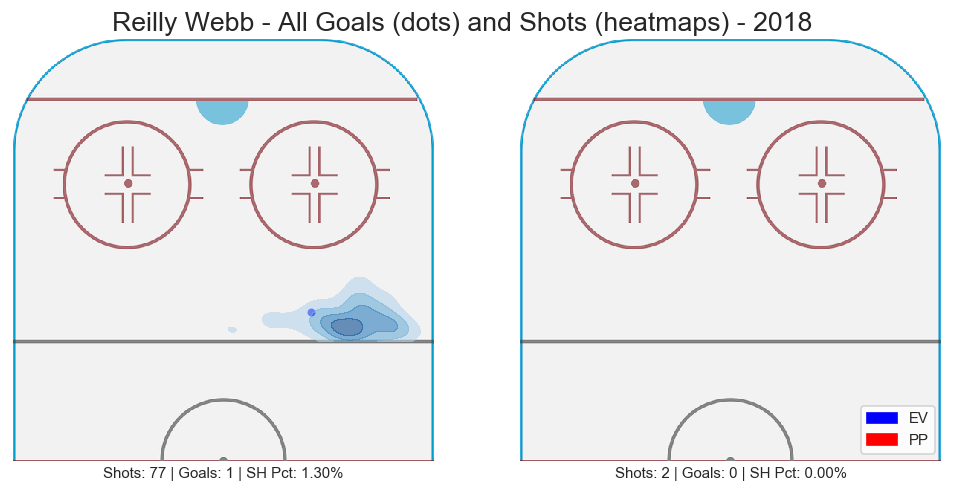 Reilly Webb - All Goals (dots) and Shots (heatmaps) - 2018
EV
PP
Shots: 77 | Goals: 1 | SH Pct: 1.30%
Shots: 2 | Goals: 0 | SH Pct: 0.00%